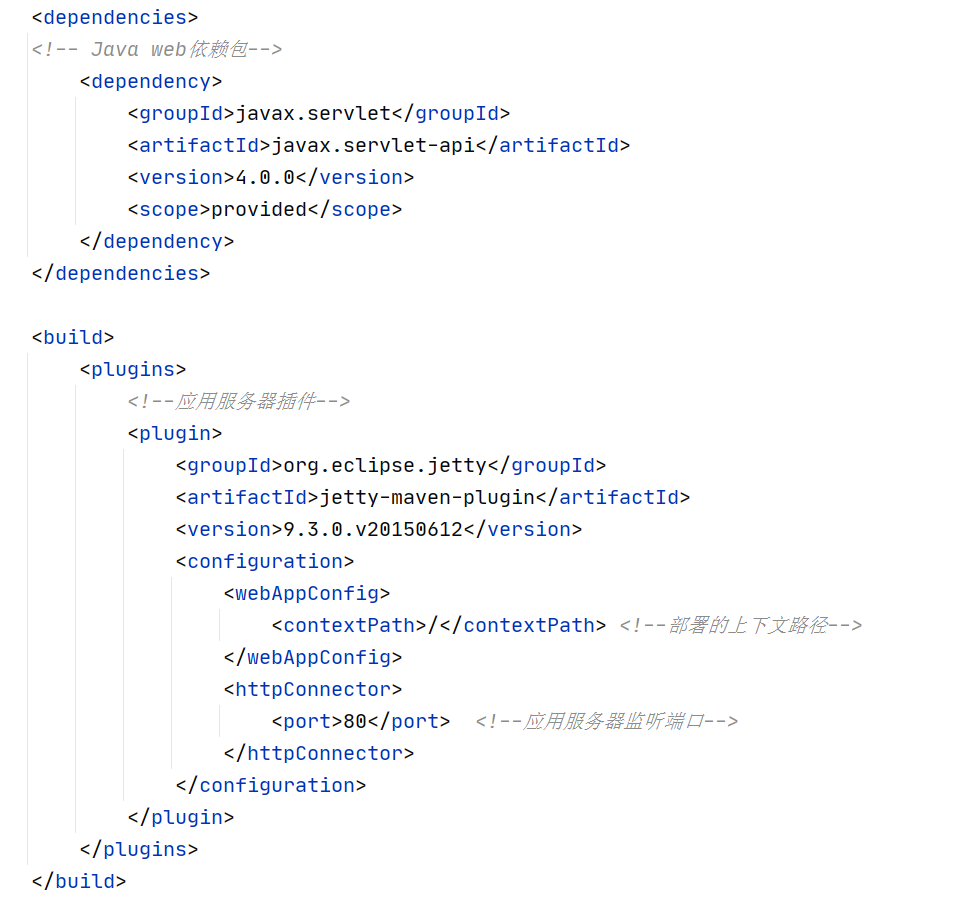 <dependencies>
<!-- Java web依赖包-->
    <dependency>
        <groupId>javax.servlet</groupId>
        <artifactId>javax.servlet-api</artifactId>
        <version>4.0.0</version>
        <scope>provided</scope>
    </dependency>
</dependencies>

<build>
    <plugins>
        <!--应用服务器插件-->
        <plugin>
            <groupId>org.eclipse.jetty</groupId>
            <artifactId>jetty-maven-plugin</artifactId>
            <version>9.3.0.v20150612</version>
            <configuration>
                <webAppConfig>
                    <contextPath>/</contextPath> <!--部署的上下文路径-->
                </webAppConfig>
                <httpConnector>
                    <port>80</port>  <!--应用服务器监听端口-->
                </httpConnector>
            </configuration>
        </plugin>
    </plugins>
</build>